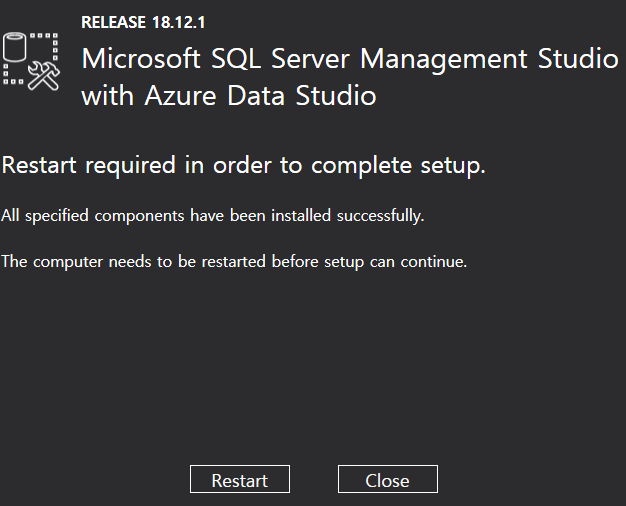 RELEASE 18.12.1
Microsoft SQL Server Management Studio
with Azure Data Studio
Restart required in order to complete setup.
All specified components have been installed successfully.
The computer needs to be restarted before setup can continue.
Restart
Close